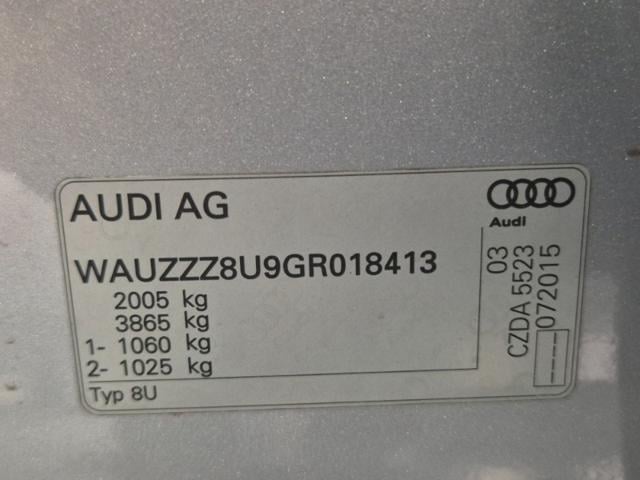 AUDI AG
Audi
WAUZZZ8U9GR018413
2005 kg
3865 kg
1- 1060 kg
2- 1025 kg
Typ 8U
03
CZDA 5523
072015
----